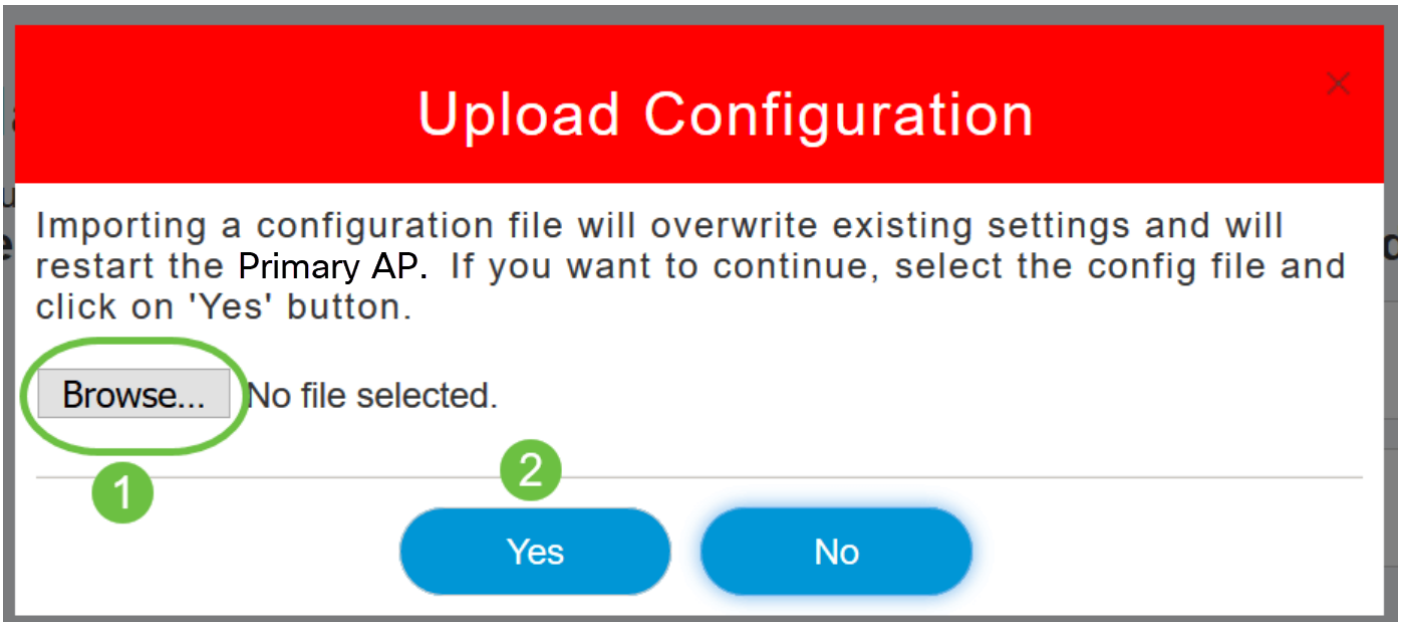 Upload Configuration
×
Importing a configuration file will overwrite existing settings and will
restart the Primary AP. If you want to continue, select the config file and
click on 'Yes' button.
Browse... No file selected.
1
2
Yes No